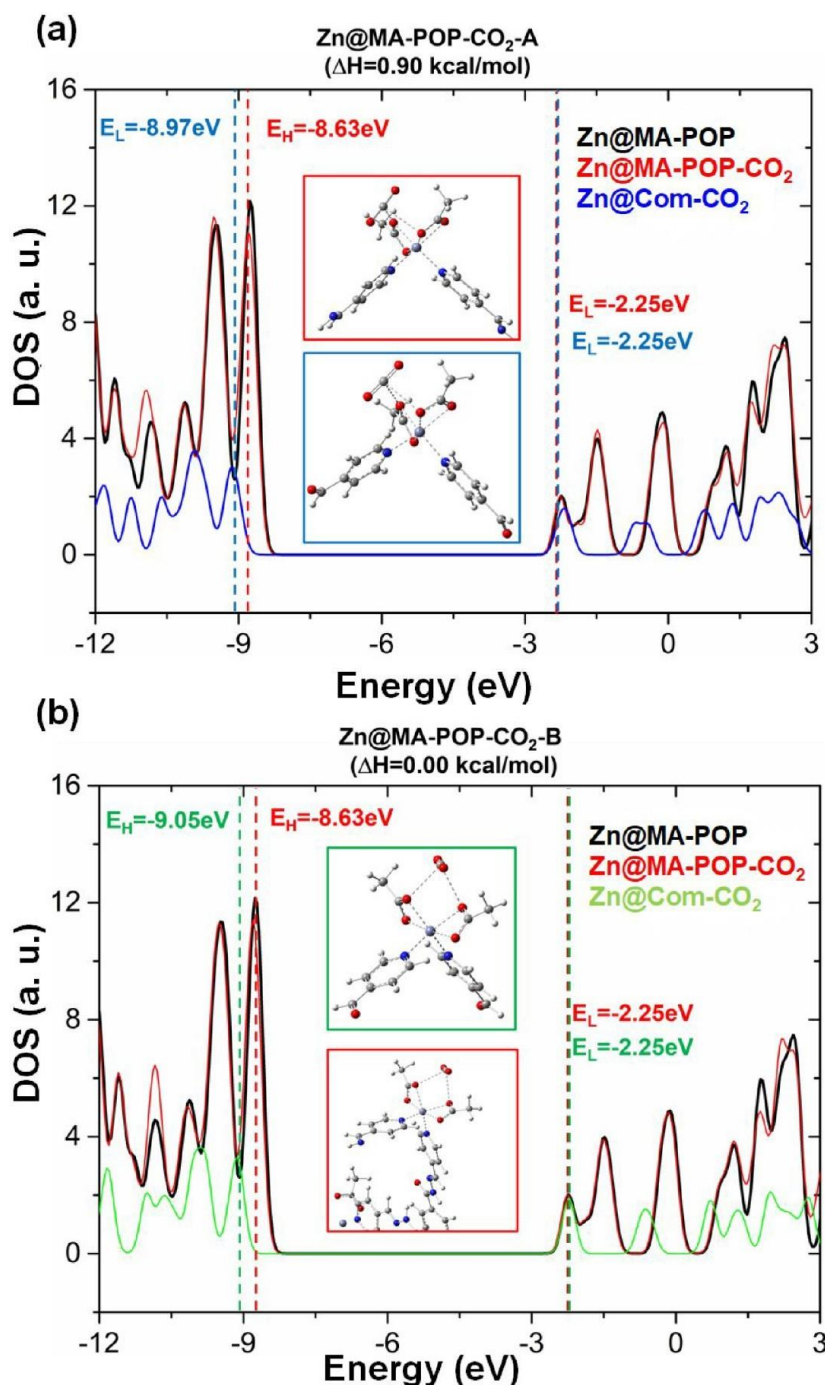 (a)
Zn@MA-POP-CO₂-A
(ΔH=0.90 kcal/mol)
16
E_L=-8.97eV E_H=-8.63eV
Zn@MA-POP
Zn@MA-POP-CO₂
Zn@Com-CO₂
12
E_L=-2.25eV
E_L=-2.25eV
8
4
0
DOS (a. u.)
-12 -9 -6 -3 0 3
Energy (eV)
(b)
Zn@MA-POP-CO₂-B
(ΔH=0.00 kcal/mol)
16
E_H=-9.05eV E_H=-8.63eV
Zn@MA-POP
Zn@MA-POP-CO₂
Zn@Com-CO₂
12
E_L=-2.25eV
E_L=-2.25eV
8
4
0
DOS (a. u.)
-12 -9 -6 -3 0 3
Energy (eV)